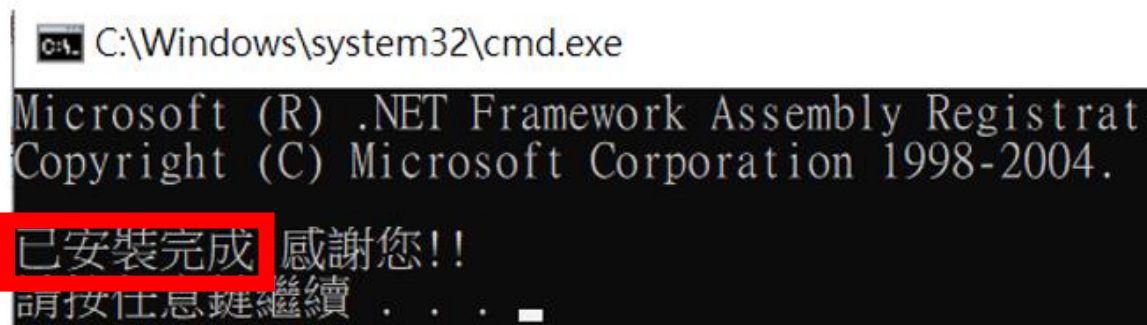 C:\Windows\system32\cmd.exe
Microsoft (R) .NET Framework Assembly Registrat
Copyright (C) Microsoft Corporation 1998-2004.
已安裝完成 感謝您!!
請按任意鍵繼續 . . .